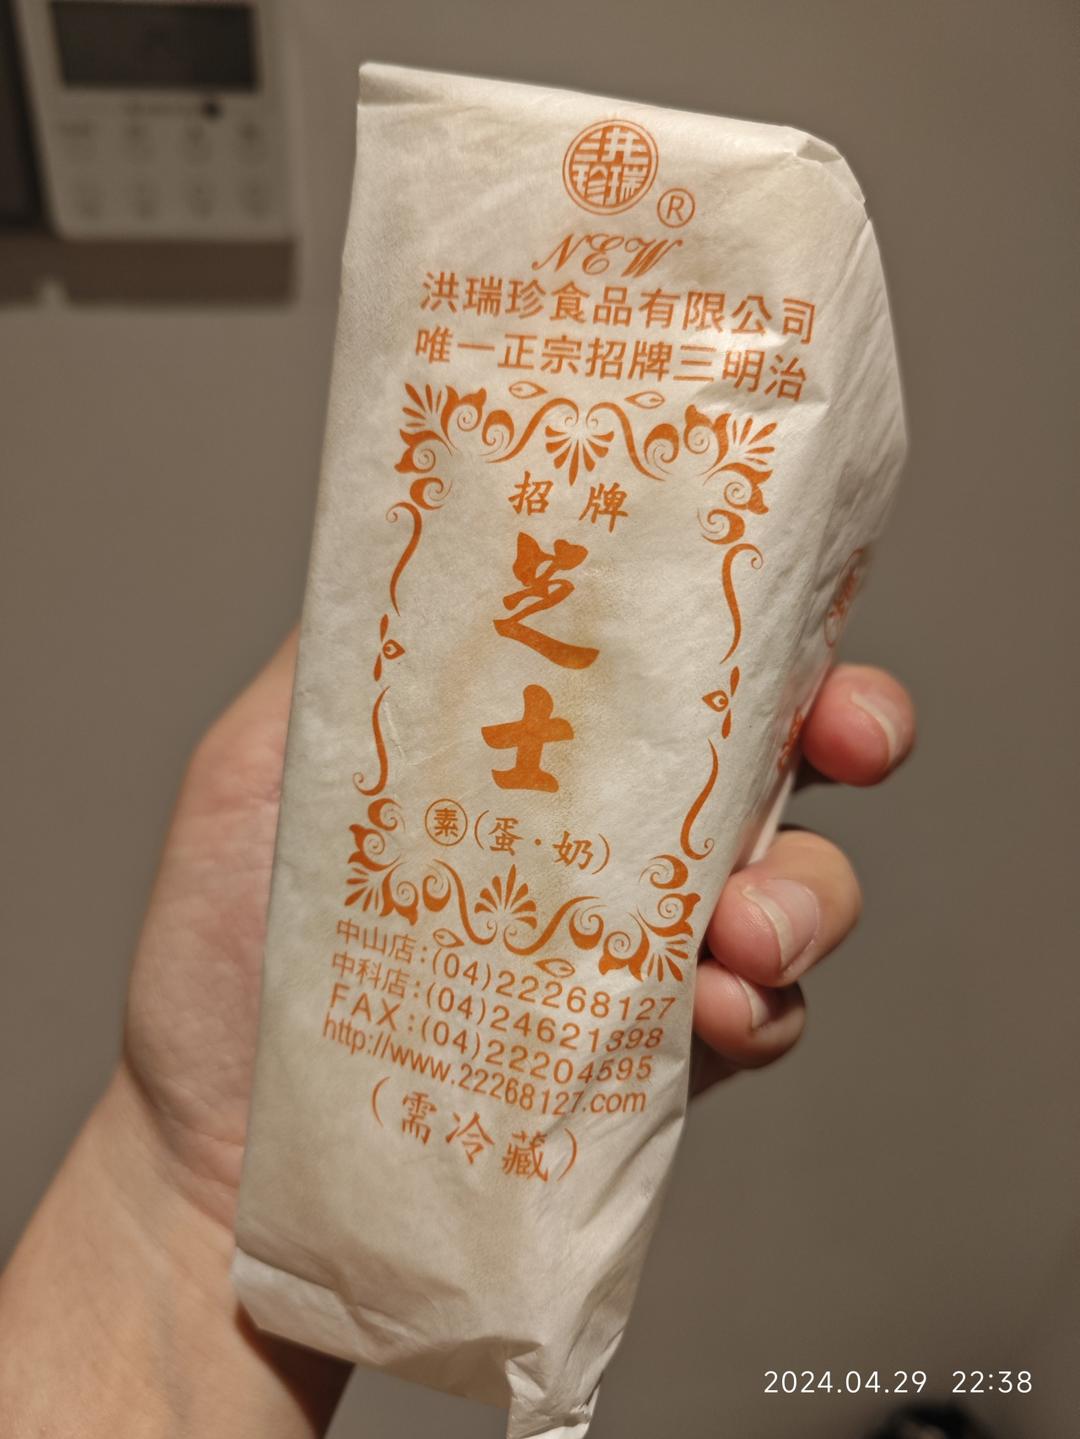 洪瑞珍
®
NEW
洪瑞珍食品有限公司
唯一正宗招牌三明治
招牌
芝士
素(蛋·奶)
中山店:(04)22268127
中科店:(04)24621398
FAX:(04)22204595
http://www.22268127.com
(需冷藏)
2024.04.29 22:38